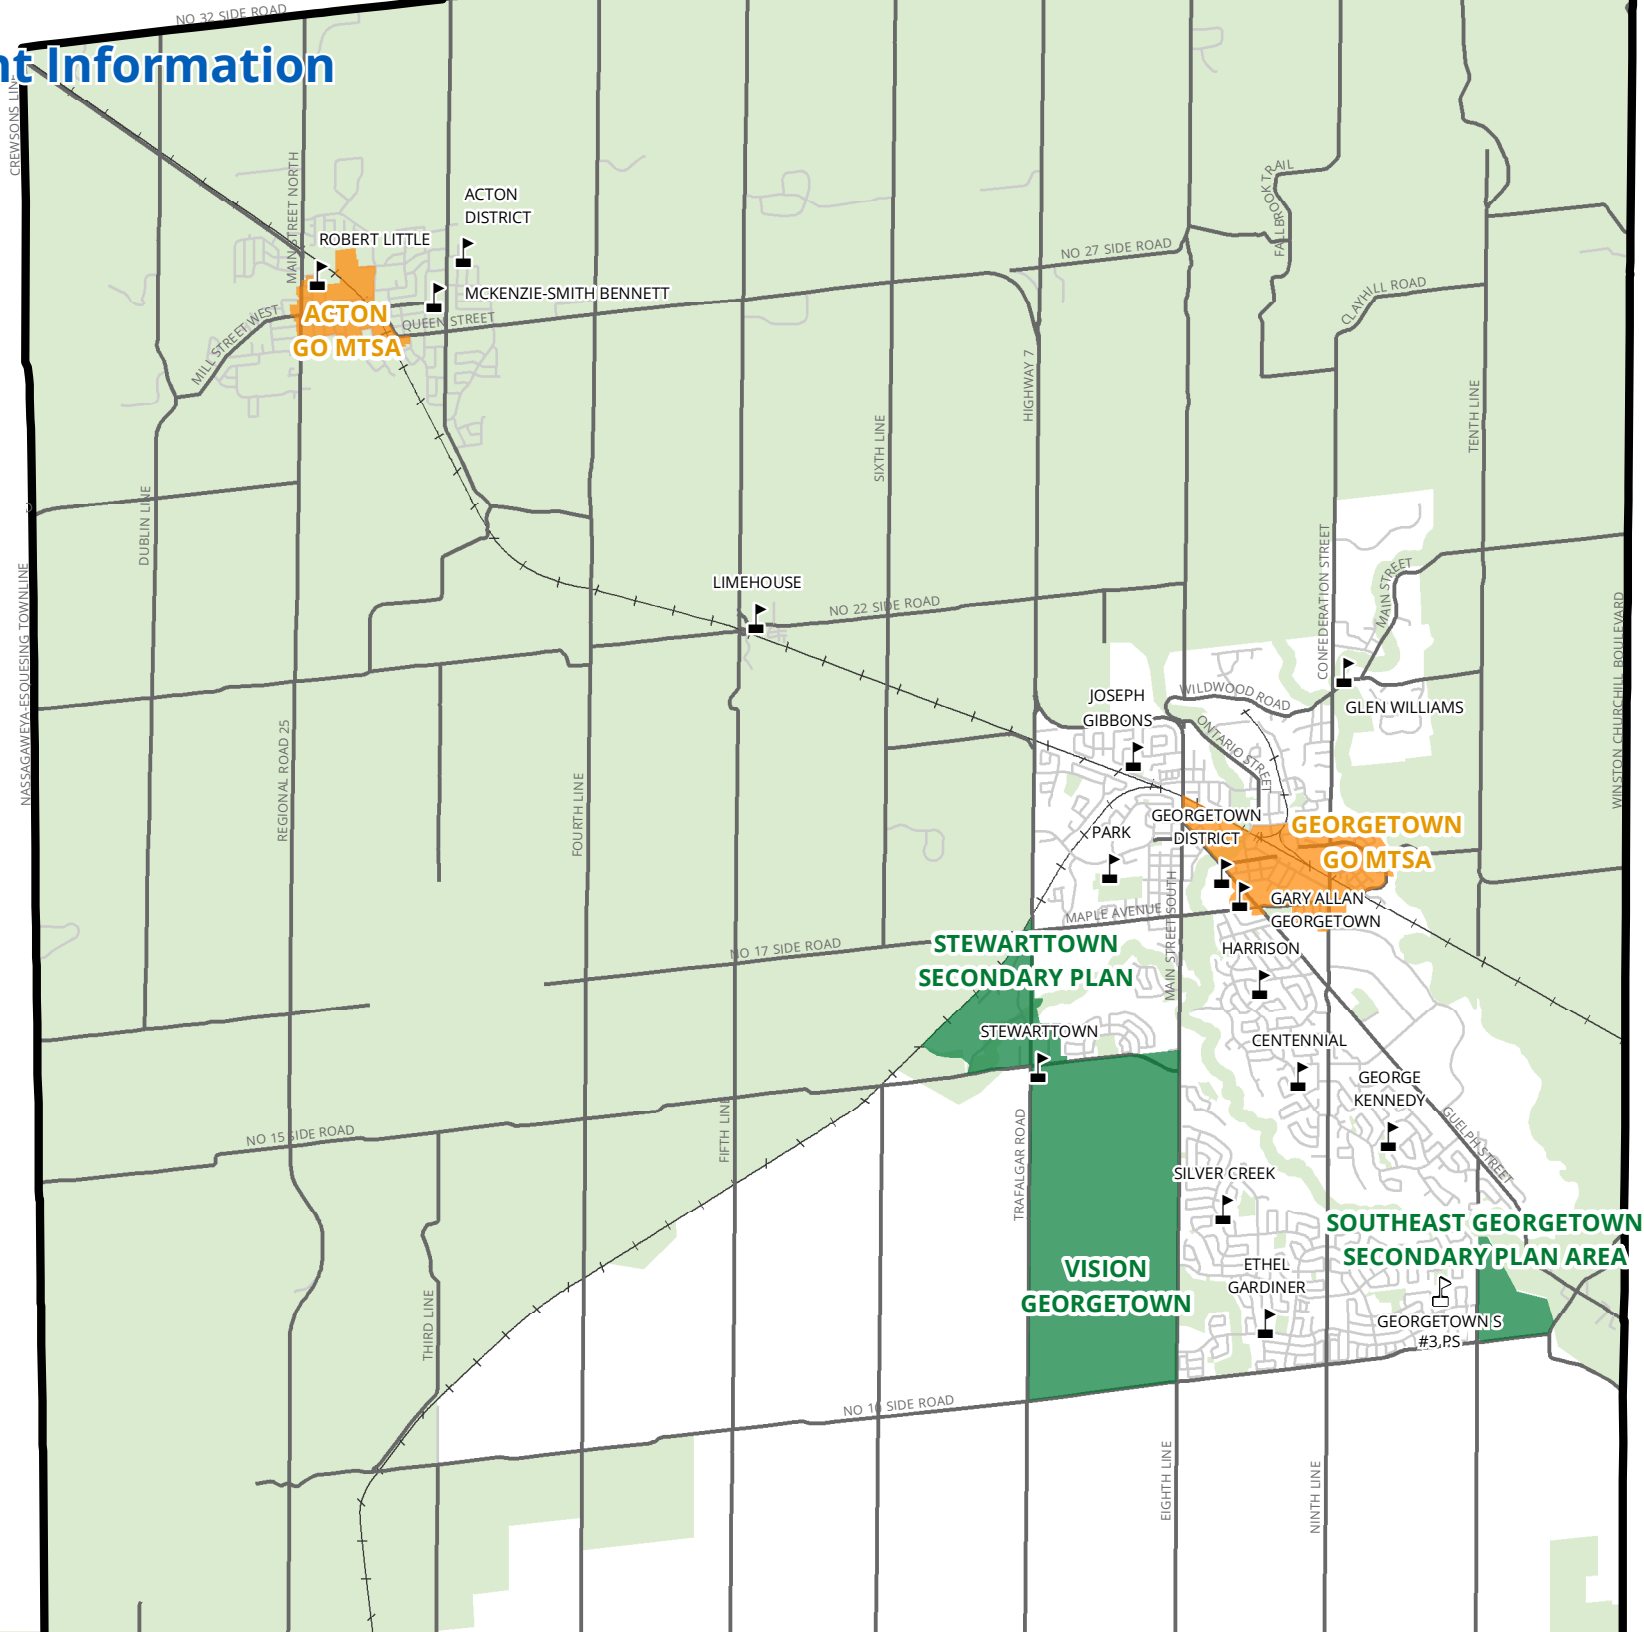 NO 32 SIDE ROAD
nt Information
CREWSONS LINE
MAIN STREET NORTH
ACTON
DISTRICT
ROBERT LITTLE
MCKENZIE-SMITH BENNETT
ACTON
GO MTSA
QUEEN STREET
MILL STREET WEST
FALLBROOK TRAIL
NO 27 SIDE ROAD
CLAYHILL ROAD
HIGHWAY 7
TENTH LINE
SIXTH LINE
DUBLIN LINE
NASSAGAWEYA-ESQUESING TOWNLINE
CONFEDERATION STREET
MAIN STREET
LIMEHOUSE
NO 22 SIDE ROAD
WINSTON CHURCHILL BOULEVARD
WILDWOOD ROAD
GLEN WILLIAMS
JOSEPH
GIBBONS
ONTARIO STREET
REGIONAL ROAD 25
FOURTH LINE
GEORGETOWN
DISTRICT
PARK
GEORGETOWN
GO MTSA
MAIN STREET SOUTH
GARY ALLAN
GEORGETOWN
MAPLE AVENUE
NO 17 SIDE ROAD
STEWARTTOWN
SECONDARY PLAN
HARRISON
STEWARTTOWN
CENTENNIAL
GEORGE
KENNEDY
GUELPH STREET
NO 15 SIDE ROAD
FIFTH LINE
TRAFALGAR ROAD
SILVER CREEK
SOUTHEAST GEORGETOWN
SECONDARY PLAN AREA
VISION
GEORGETOWN
ETHEL
GARDINER
GEORGETOWN S
#3 PS
THIRD LINE
NO 10 SIDE ROAD
EIGHTH LINE
NINTH LINE